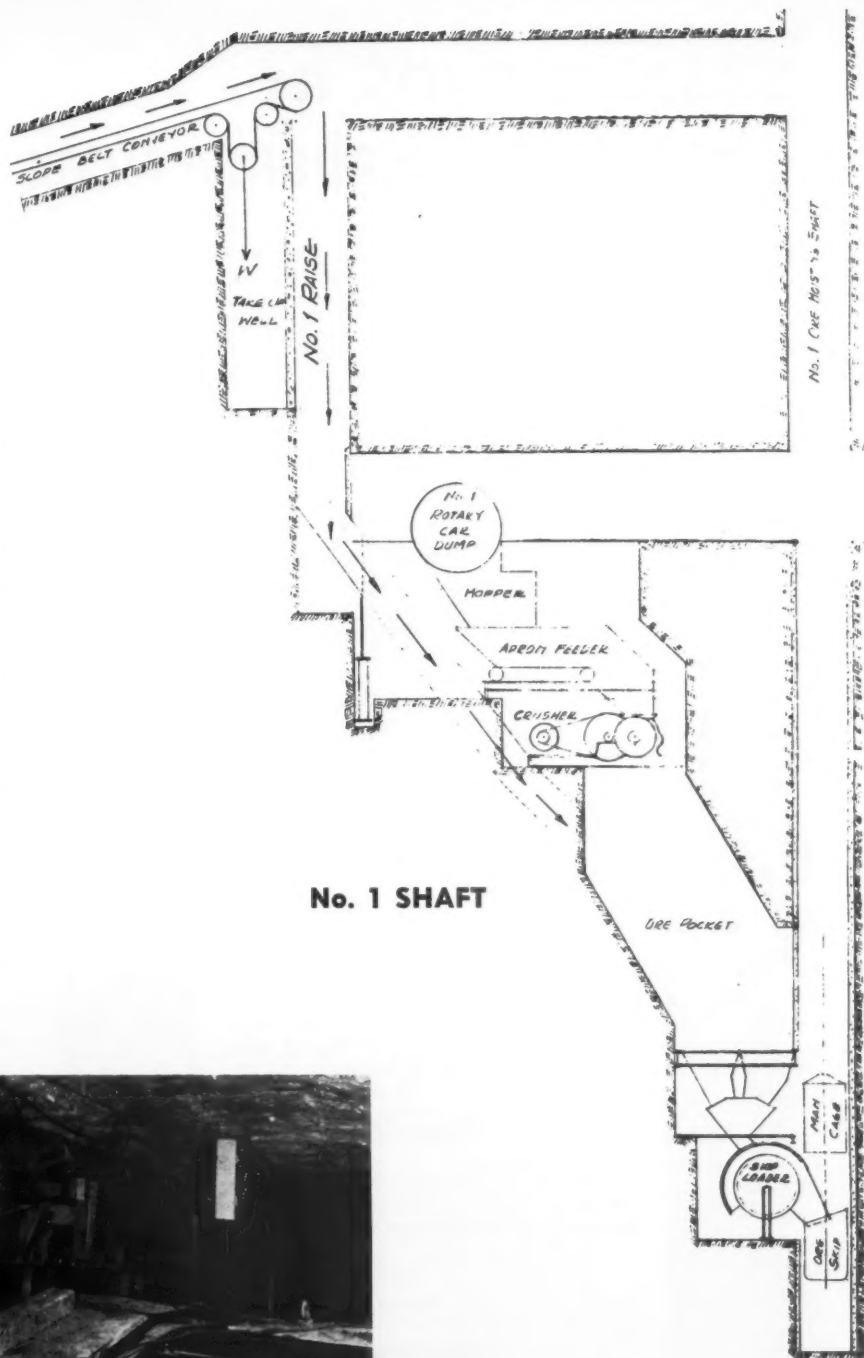 SLOPE BELT CONVEYOR
W
TAKE UP
WELL
No. 1 RAISE
No. 1 ORE HOISTING SHAFT
No. 1
ROTARY
CAR
DUMP
HOPPER
APRON FEEDER
CRUSHER
No. 1 SHAFT
ORE POCKET
MAN
CAGE
SKIP
LOADER
ORE
SKIP